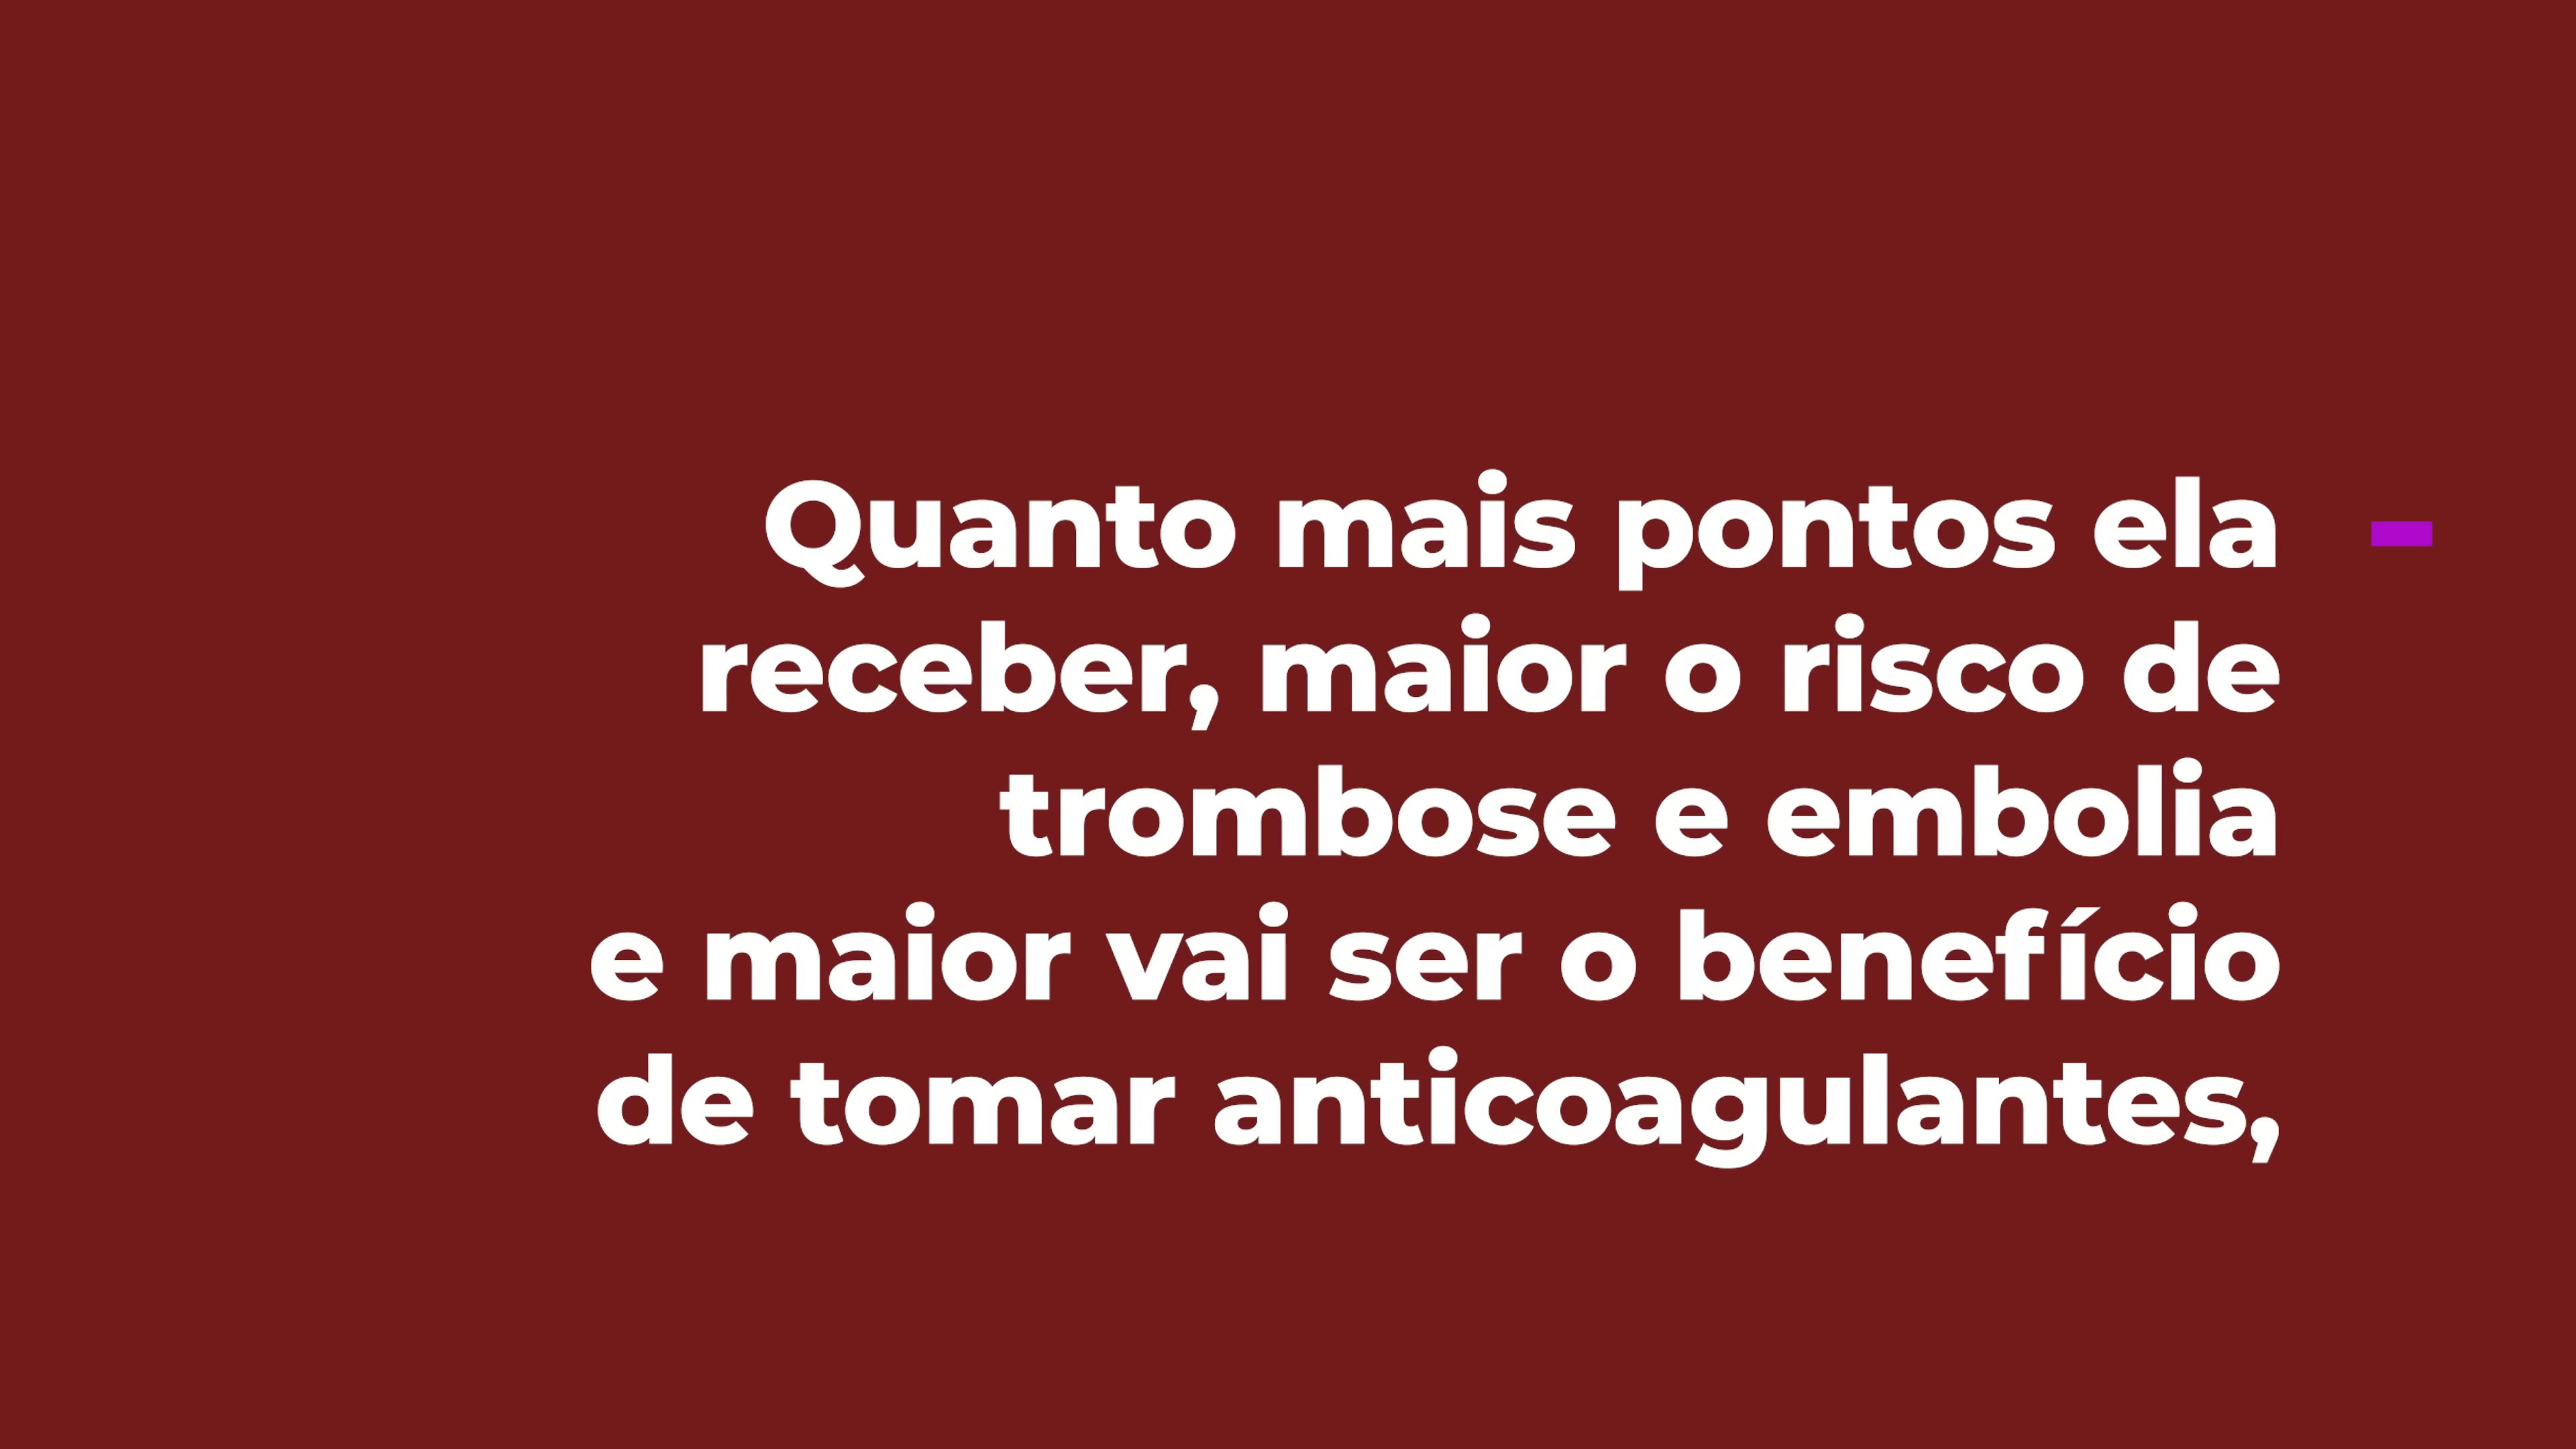 Quanto mais pontos ela
receber, maior o risco de
trombose e embolia
e maior vai ser o benefício
de tomar anticoagulantes,